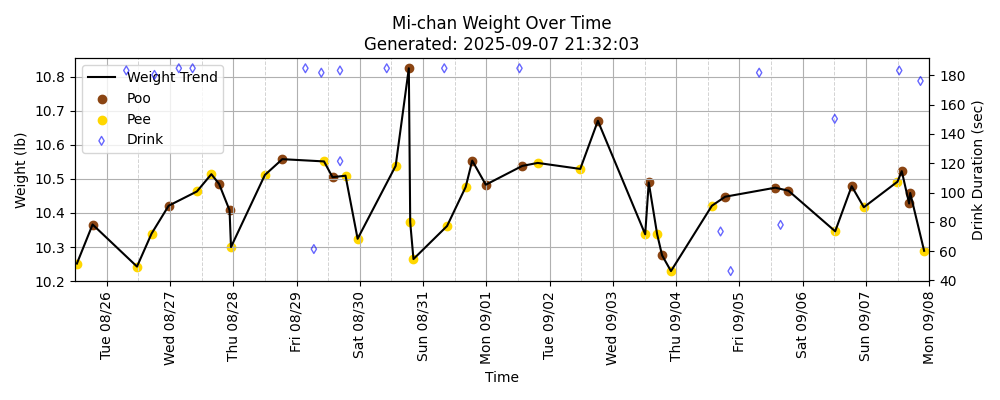 Mi-chan Weight Over Time
Generated: 2025-09-07 21:32:03
Weight (lb)
10.8
10.7
10.6
10.5
10.4
10.3
10.2
Weight Trend
Poo
Pee
Drink
180
160
140
120
100
80
60
40
Drink Duration (sec)
Tue 08/26
Wed 08/27
Thu 08/28
Fri 08/29
Sat 08/30
Sun 08/31
Mon 09/01
Tue 09/02
Wed 09/03
Thu 09/04
Fri 09/05
Sat 09/06
Sun 09/07
Mon 09/08
Time